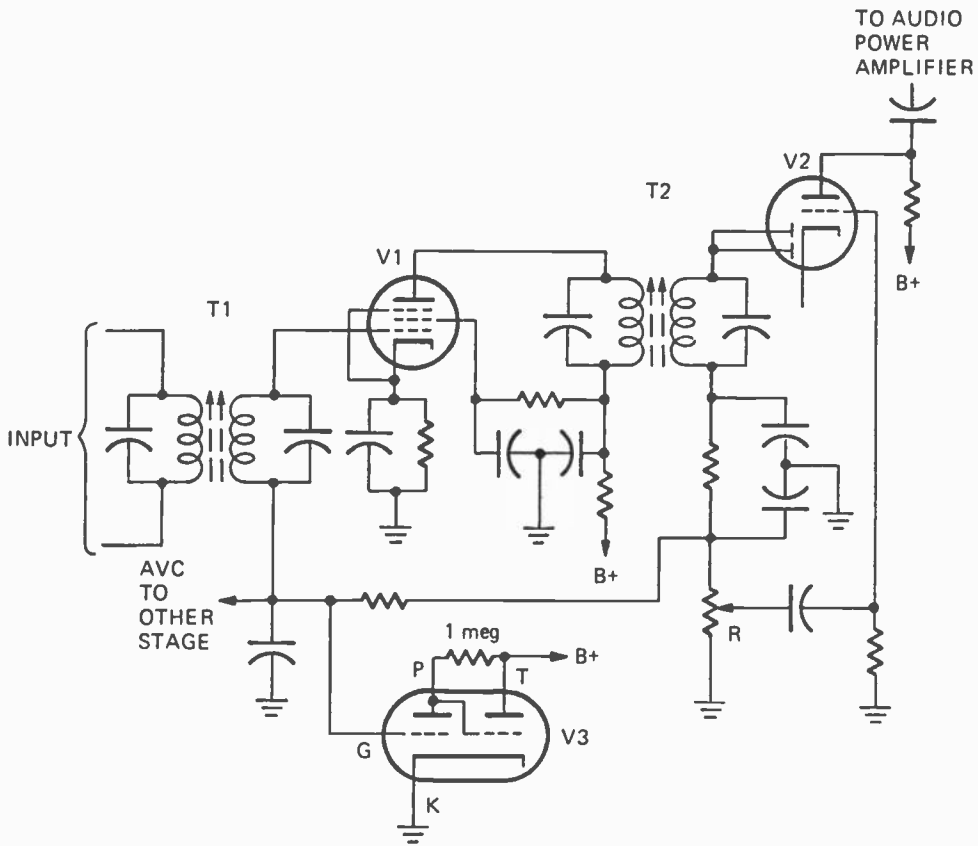 TO AUDIO
POWER
AMPLIFIER
V2
T2
B+
V1
T1
INPUT
B+
AVC
TO
OTHER
STAGE
R
1 meg
B+
P
T
G
V3
K